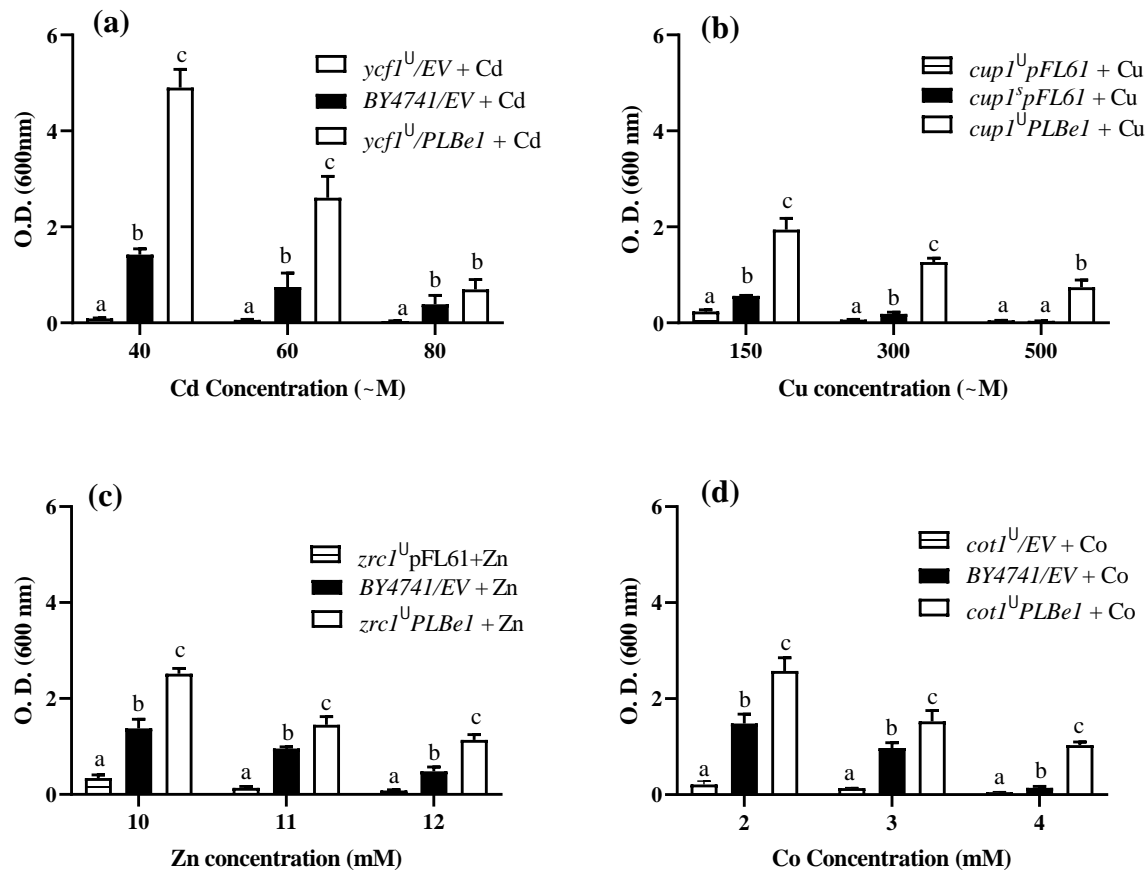 (a)
O.D. (600nm)
6
4
2
0
ycf1ᵁ/EV + Cd
BY4741/EV + Cd
ycf1ᵁ/PLBe1 + Cd
a b c
a b c
a b b
40 60 80
Cd Concentration (~M)
(b)
O. D. (600 nm)
6
4
2
0
cup1ᵁpFL61 + Cu
cup1ˢpFL61 + Cu
cup1ᵁPLBe1 + Cu
a b c
a b c
a a b
150 300 500
Cu concentration (~M)
(c)
O. D. (600 nm)
6
4
2
0
zrc1ᵁpFL61+Zn
BY4741/EV + Zn
zrc1ᵁPLBe1 + Zn
a b c
a b c
a b c
10 11 12
Zn concentration (mM)
(d)
O. D. (600 nm)
6
4
2
0
cot1ᵁ/EV + Co
BY4741/EV + Co
cot1ᵁPLBe1 + Co
a b c
a b c
a b c
2 3 4
Co Concentration (mM)